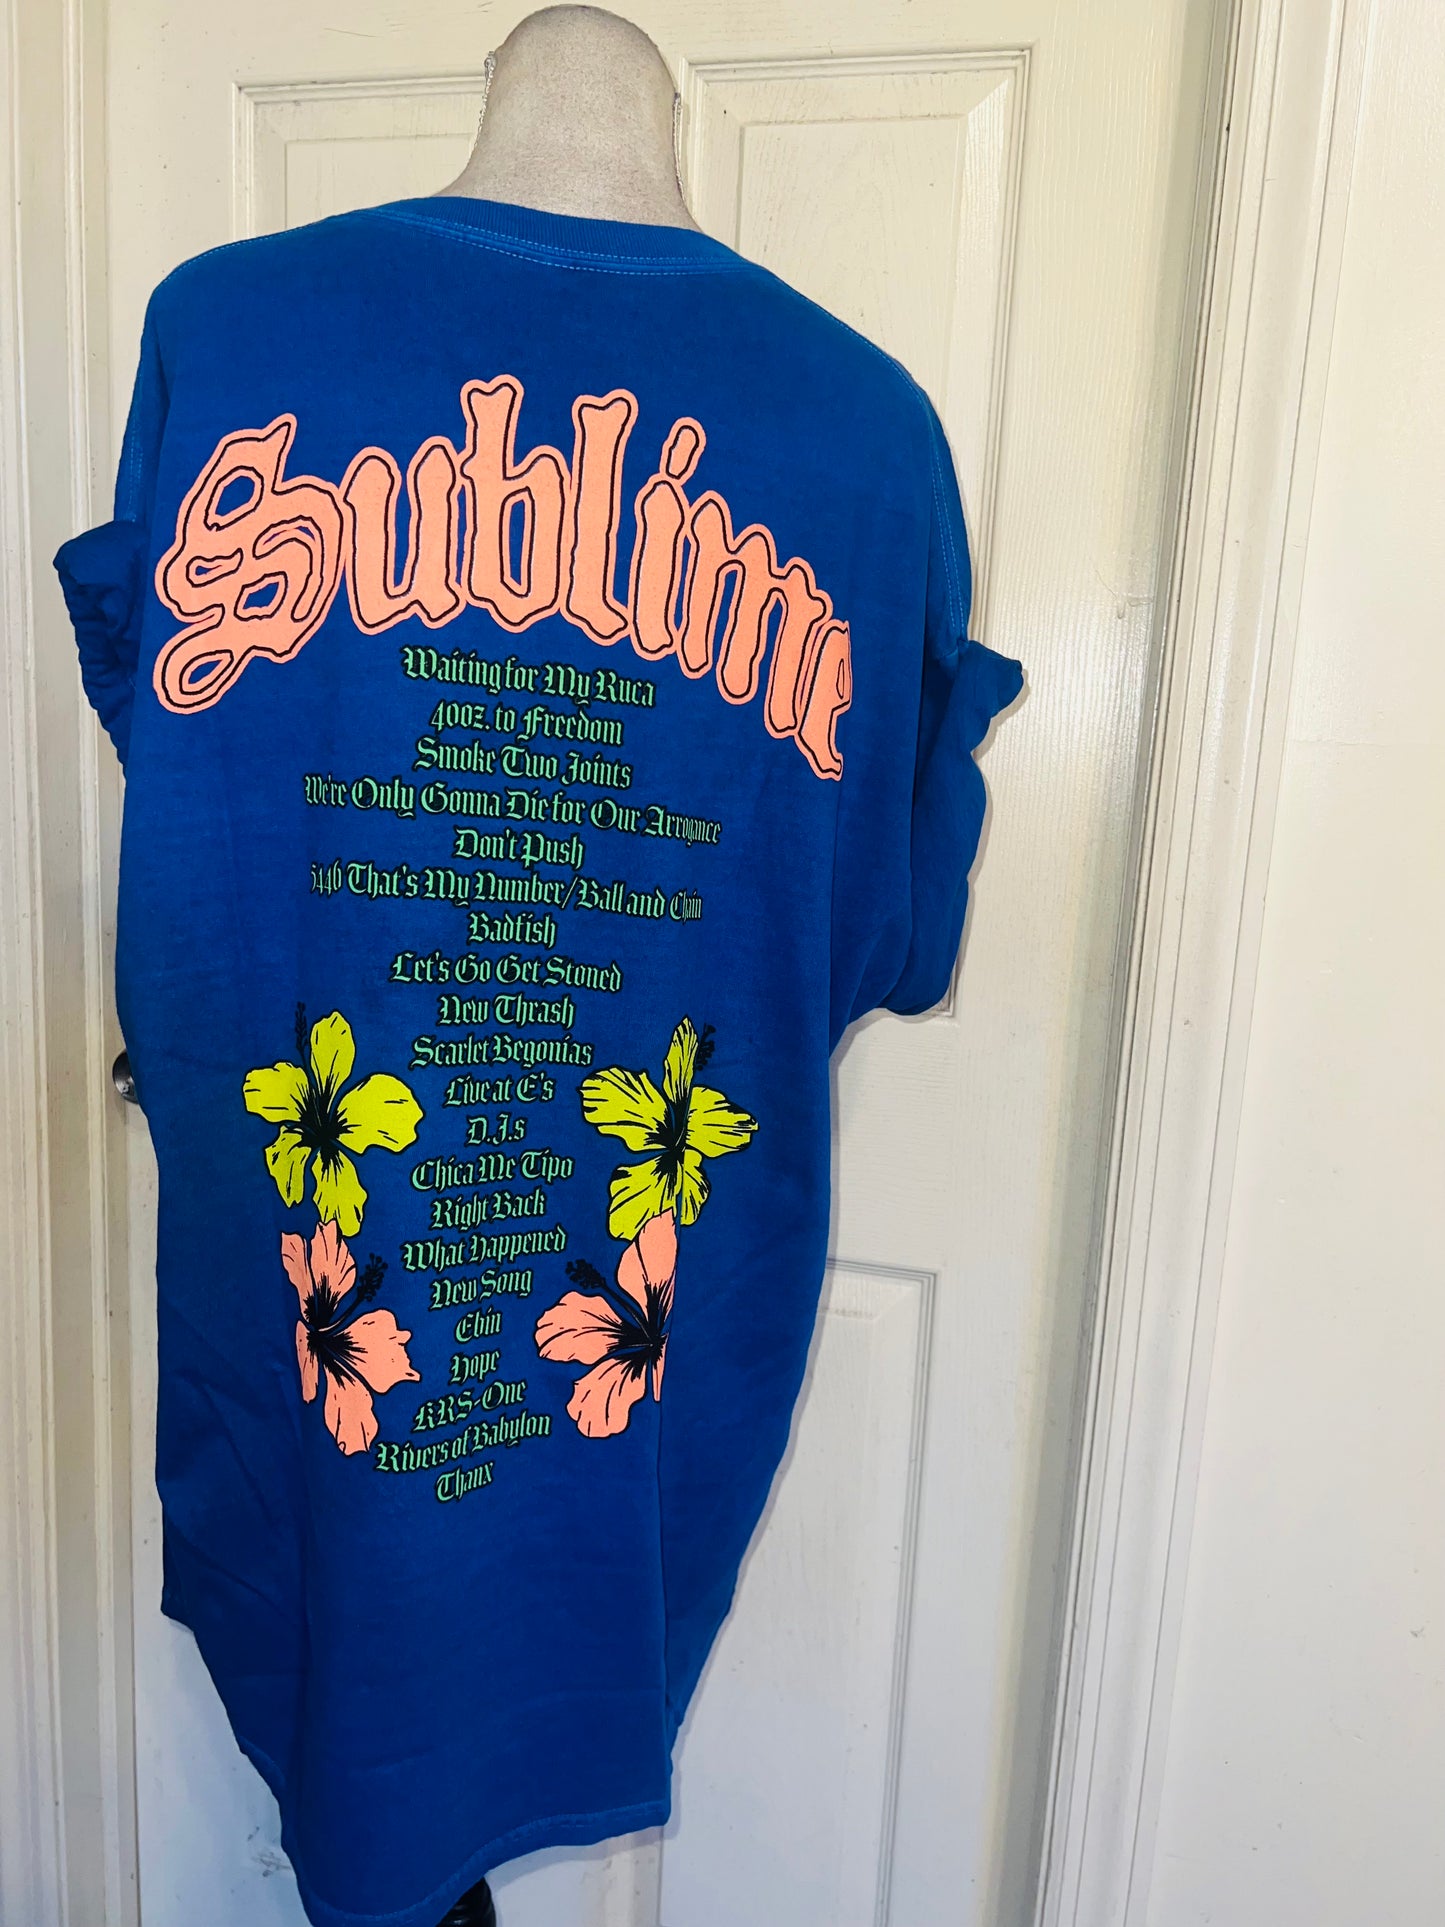 Sublime
Waiting for My Ruca
40oz. to Freedom
Smoke Two Joints
We're Only Gonna Die for Our Arrogance
Don't Push
5446 That's My Number/Ball and Chain
Badfish
Let's Go Get Stoned
New Thrash
Scarlet Begonias
Live at E's
D.J.s
Chica Me Tipo
Right Back
What Happened
New Song
Ebin
Hope
KRS-One
Rivers of Babylon
Thanx